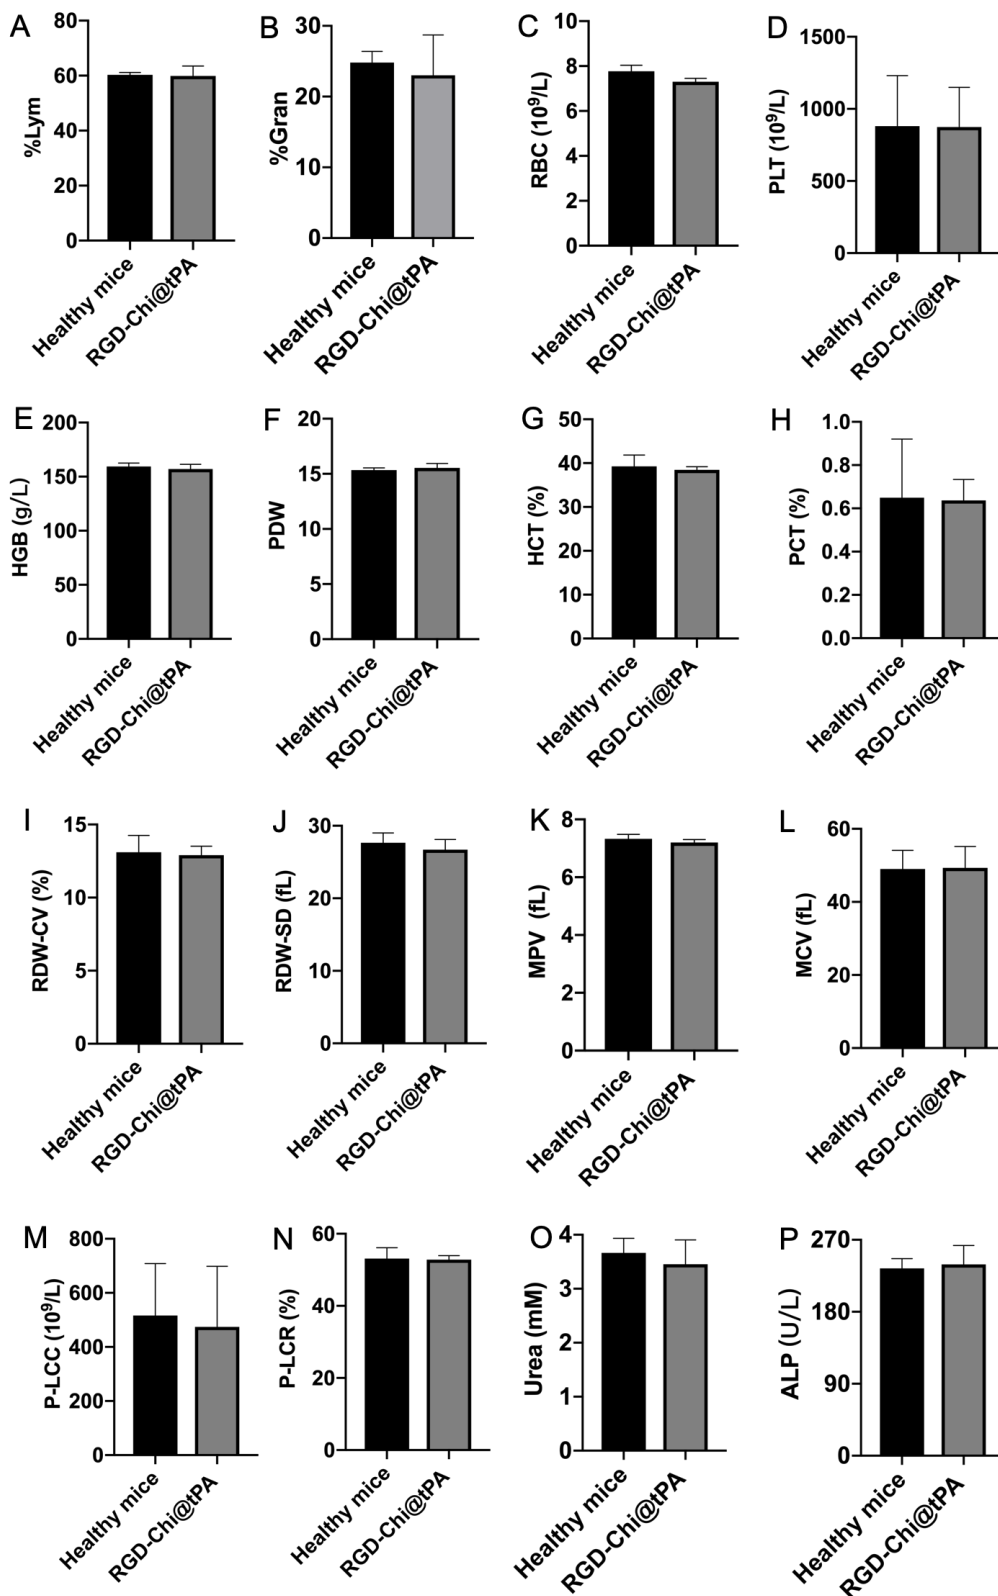 A
%Lym
80
60
40
20
0
Healthy mice
RGD-Chi@tPA
B
%Gran
30
20
10
0
Healthy mice
RGD-Chi@tPA
C
RBC (10⁹/L)
10
8
6
4
2
0
Healthy mice
RGD-Chi@tPA
D
PLT (10⁹/L)
1500
1000
500
0
Healthy mice
RGD-Chi@tPA
E
HGB (g/L)
200
150
100
50
0
Healthy mice
RGD-Chi@tPA
F
PDW
20
15
10
5
0
Healthy mice
RGD-Chi@tPA
G
HCT (%)
50
40
30
20
10
0
Healthy mice
RGD-Chi@tPA
H
PCT (%)
1.0
0.8
0.6
0.4
0.2
0.0
Healthy mice
RGD-Chi@tPA
I
RDW-CV (%)
15
10
5
0
Healthy mice
RGD-Chi@tPA
J
RDW-SD (fL)
30
20
10
0
Healthy mice
RGD-Chi@tPA
K
MPV (fL)
8
6
4
2
0
Healthy mice
RGD-Chi@tPA
L
MCV (fL)
60
40
20
0
Healthy mice
RGD-Chi@tPA
M
P-LCC (10⁹/L)
800
600
400
200
0
Healthy mice
RGD-Chi@tPA
N
P-LCR (%)
60
40
20
0
Healthy mice
RGD-Chi@tPA
O
Urea (mM)
4
3
2
1
0
Healthy mice
RGD-Chi@tPA
P
ALP (U/L)
270
180
90
0
Healthy mice
RGD-Chi@tPA